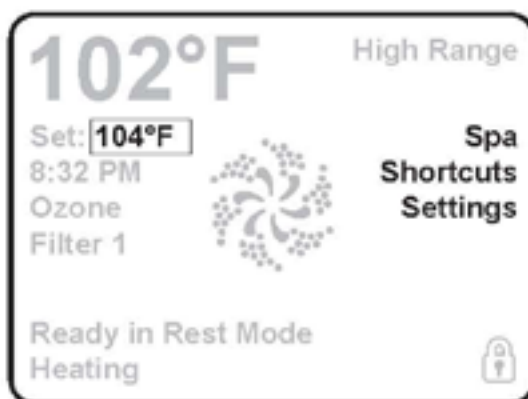 102°F
High Range
Set: 104°F
Spa
8:32 PM
Shortcuts
Ozone
Settings
Filter 1
Ready in Rest Mode
Heating